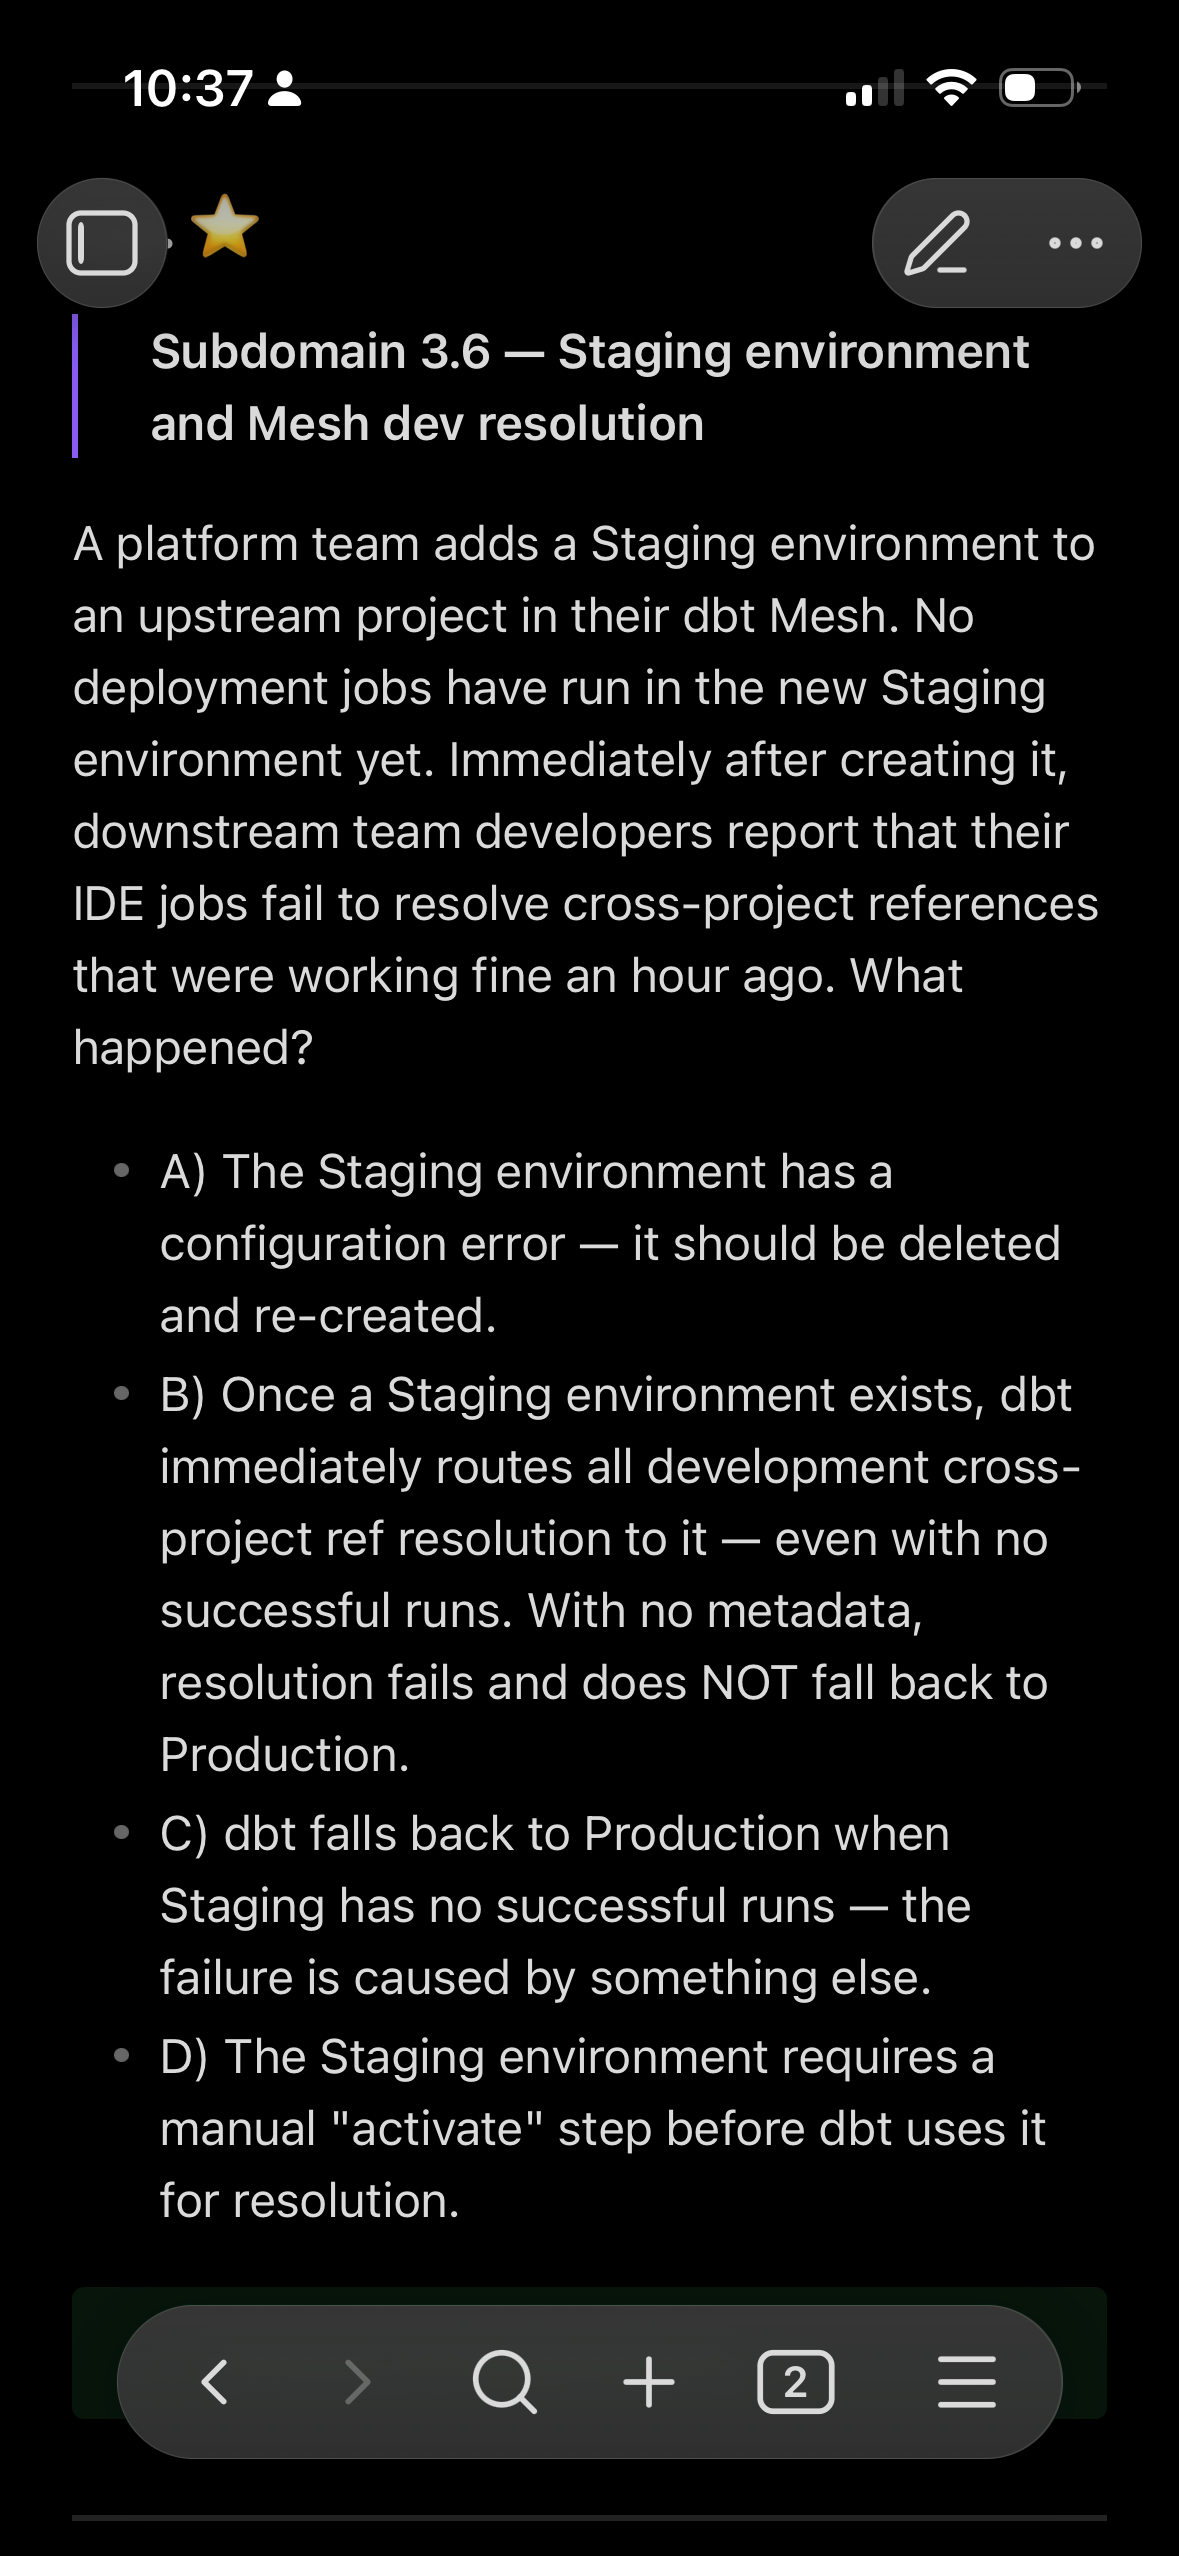 10:37
Subdomain 3.6 — Staging environment
and Mesh dev resolution
A platform team adds a Staging environment to
an upstream project in their dbt Mesh. No
deployment jobs have run in the new Staging
environment yet. Immediately after creating it,
downstream team developers report that their
IDE jobs fail to resolve cross-project references
that were working fine an hour ago. What
happened?
A) The Staging environment has a
configuration error — it should be deleted
and re-created.
B) Once a Staging environment exists, dbt
immediately routes all development cross-
project ref resolution to it — even with no
successful runs. With no metadata,
resolution fails and does NOT fall back to
Production.
C) dbt falls back to Production when
Staging has no successful runs — the
failure is caused by something else.
D) The Staging environment requires a
manual "activate" step before dbt uses it
for resolution.
2